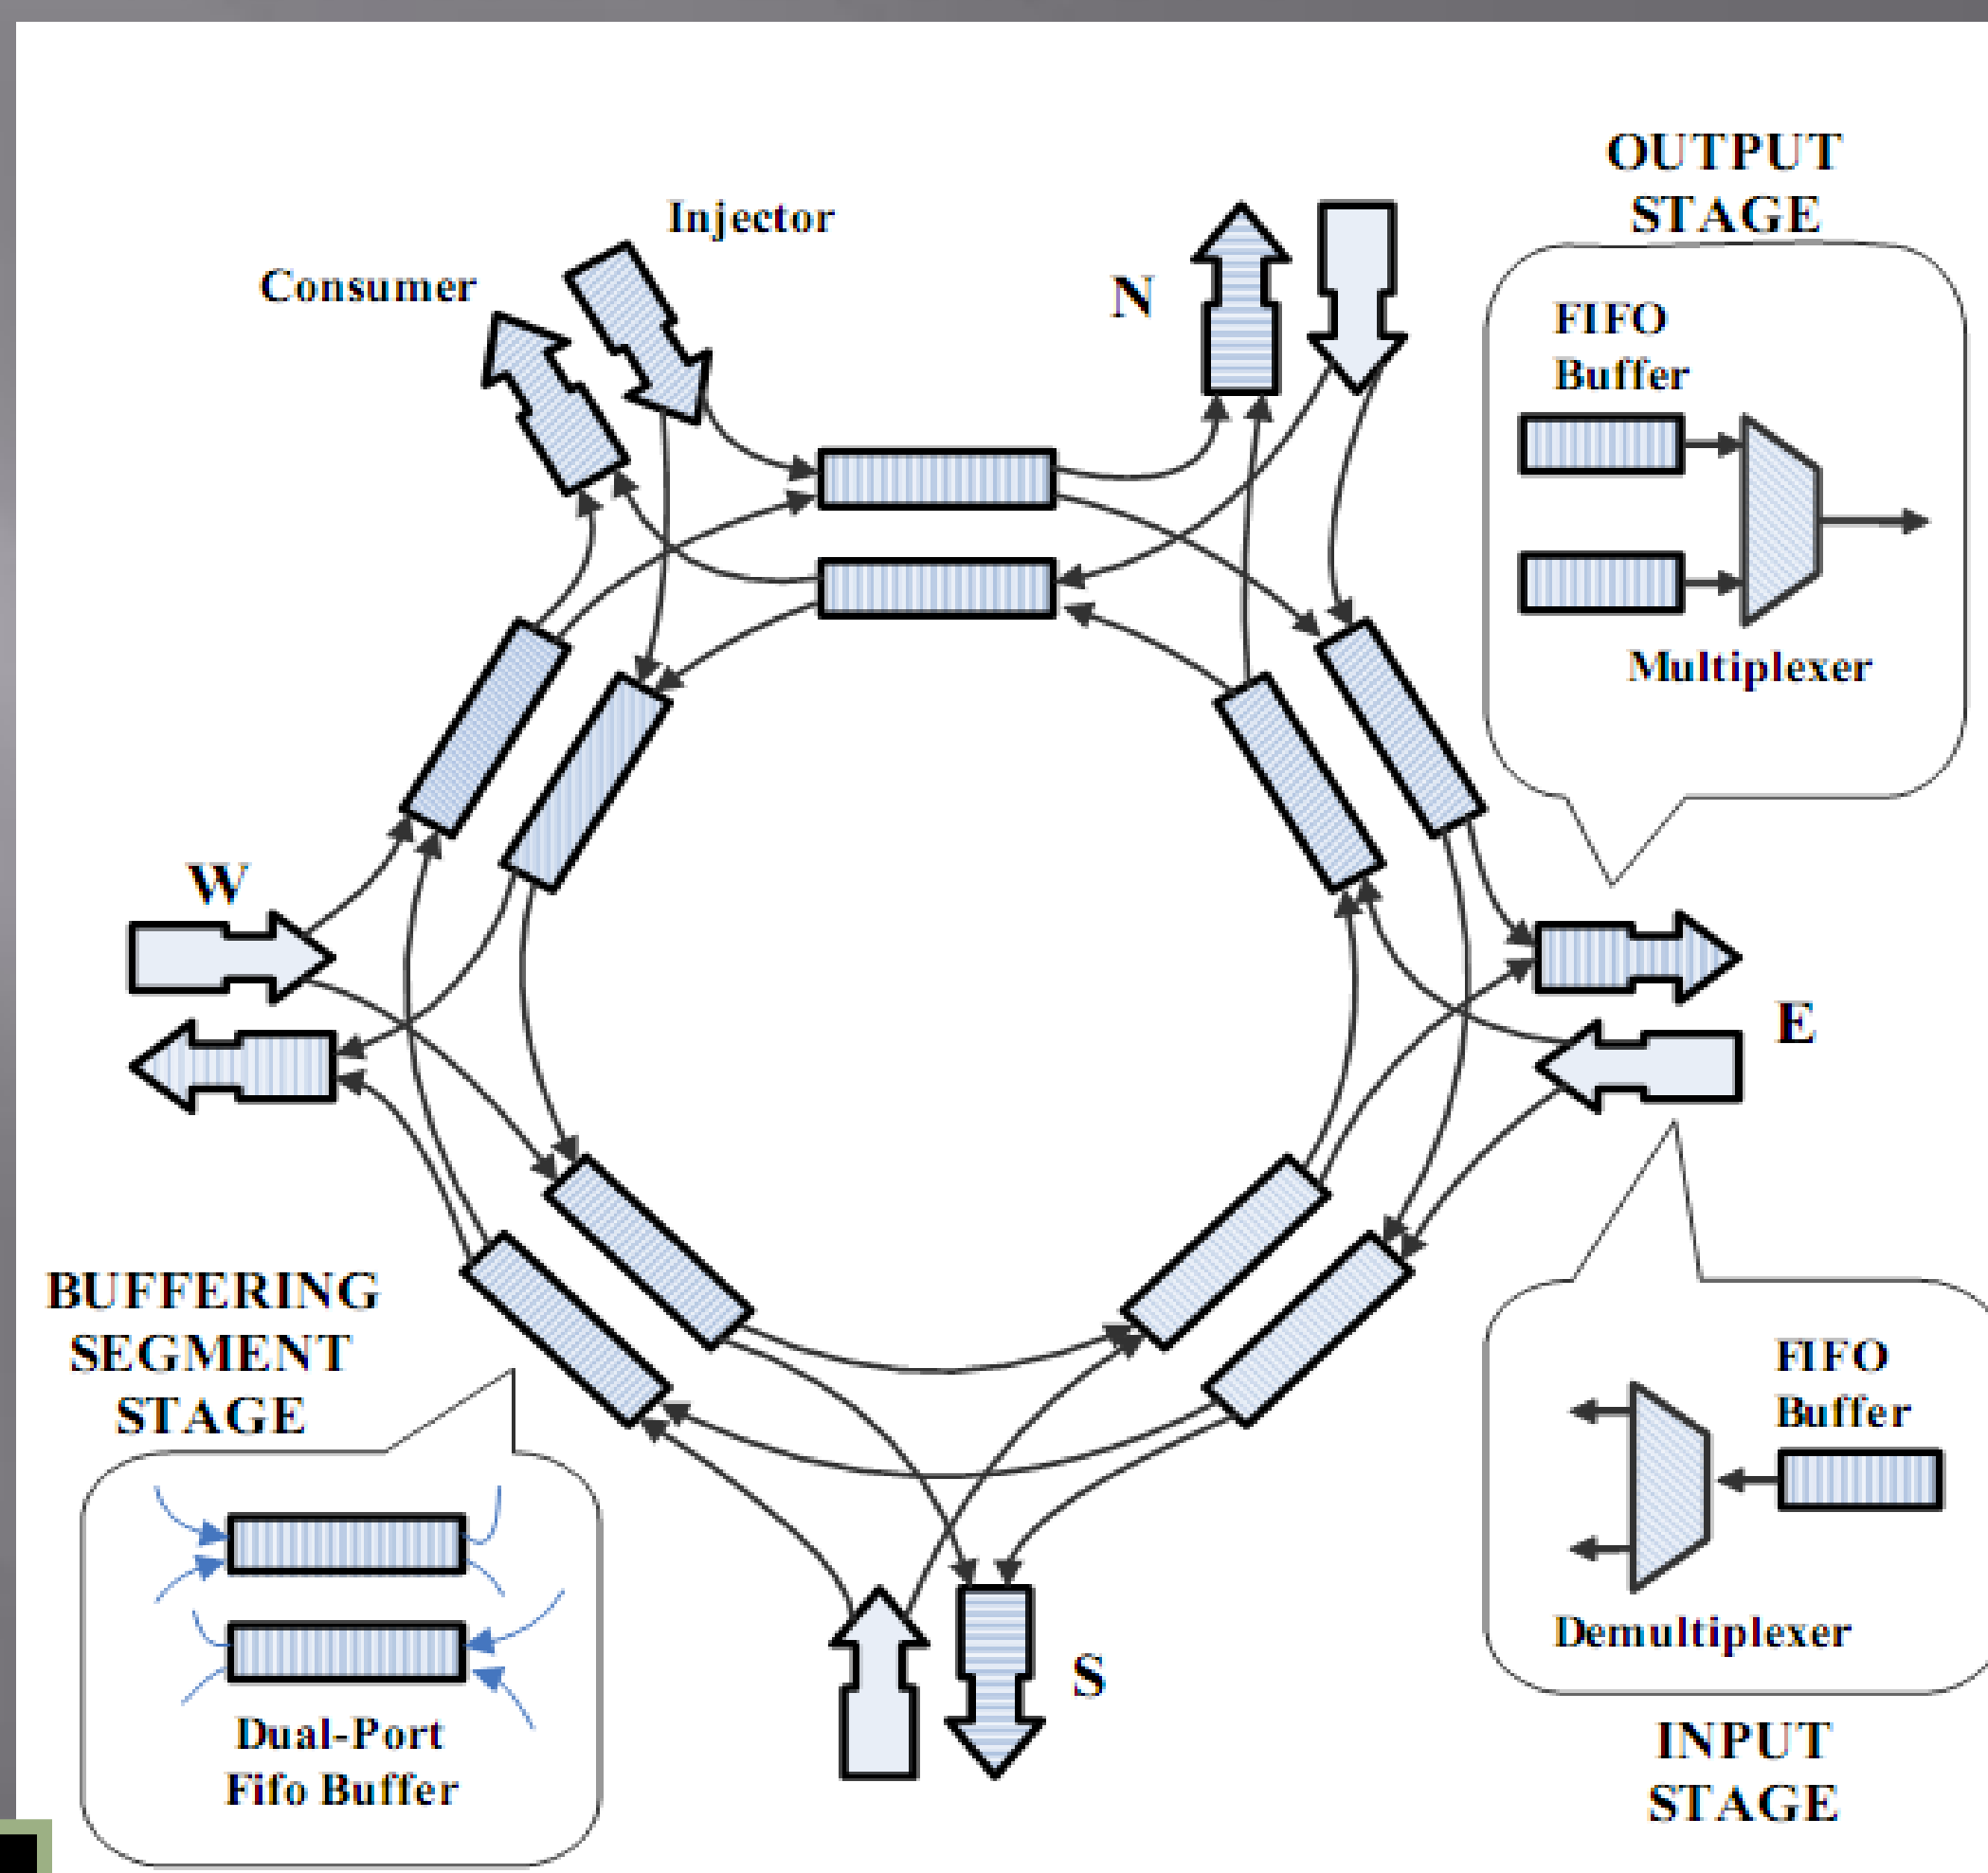 OUTPUT
STAGE
Injector
Consumer
N
FIFO
Buffer
Multiplexer
W
E
BUFFERING
SEGMENT
STAGE
FIFO
Buffer
Demultiplexer
S
Dual-Port
Fifo Buffer
INPUT
STAGE